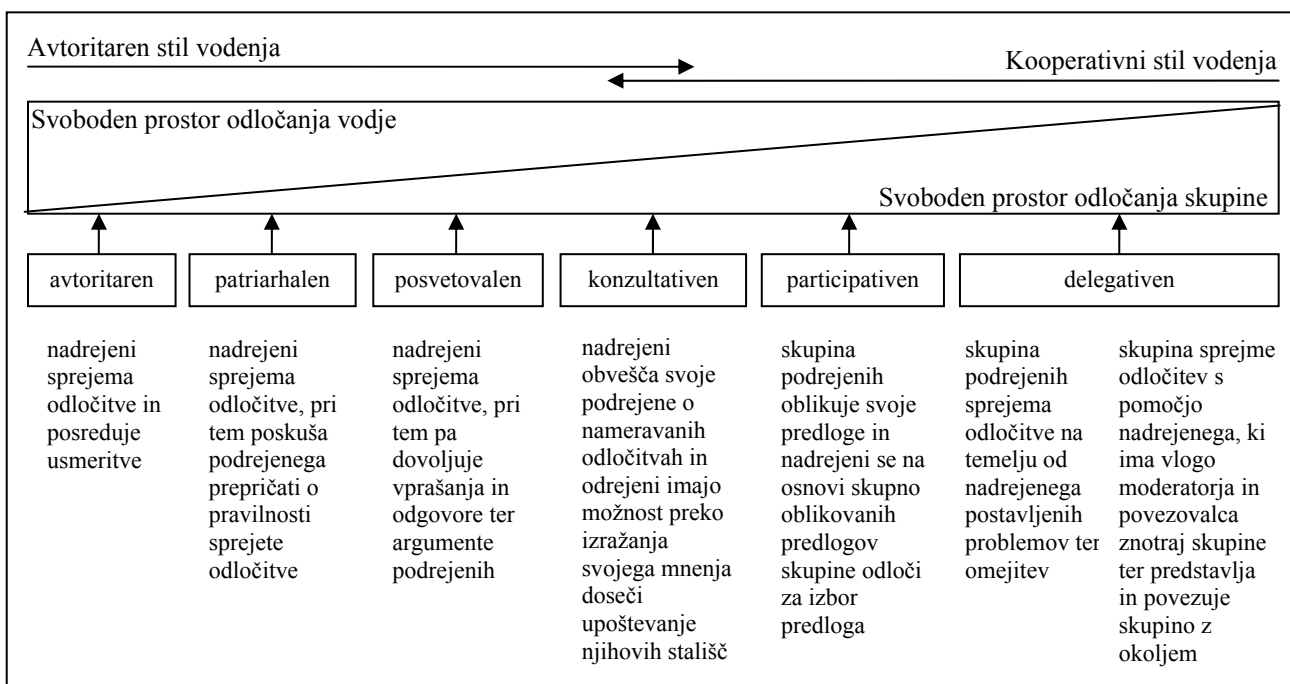 Avtoritaren stil vodenja
Kooperativni stil vodenja
Svoboden prostor odločanja vodje
Svoboden prostor odločanja skupine
avtoritaren
patriarhalen
posvetovalen
konzultativen
participativen
delegativen
nadrejeni
sprejema
odločitve in
posreduje
usmeritve
nadrejeni
sprejema
odločitve, pri
tem poskuša
podrejenega
prepričati o
pravilnosti
sprejete
odločitve
nadrejeni
sprejema
odločitve, pri
tem pa
dovoljuje
vprašanja in
odgovore ter
argumente
podrejenih
nadrejeni
obvešča svoje
podrejene o
nameravanih
odločitvah in
odrejeni imajo
možnost preko
izražanja
svojega mnenja
doseči
upoštevanje
njihovih stališč
skupina
podrejenih
oblikuje svoje
predloge in
nadrejeni se na
osnovi skupno
oblikovanih
predlogov
skupine odloči
za izbor
predloga
skupina
podrejenih
sprejema
odločitve na
temelju od
nadrejenega
postavljenih
problemov ter
omejitev
skupina sprejme
odločitev s
pomočjo
nadrejenega, ki
ima vlogo
moderatorja in
povezovalca
znotraj skupine
ter predstavlja
in povezuje
skupino z
okoljem